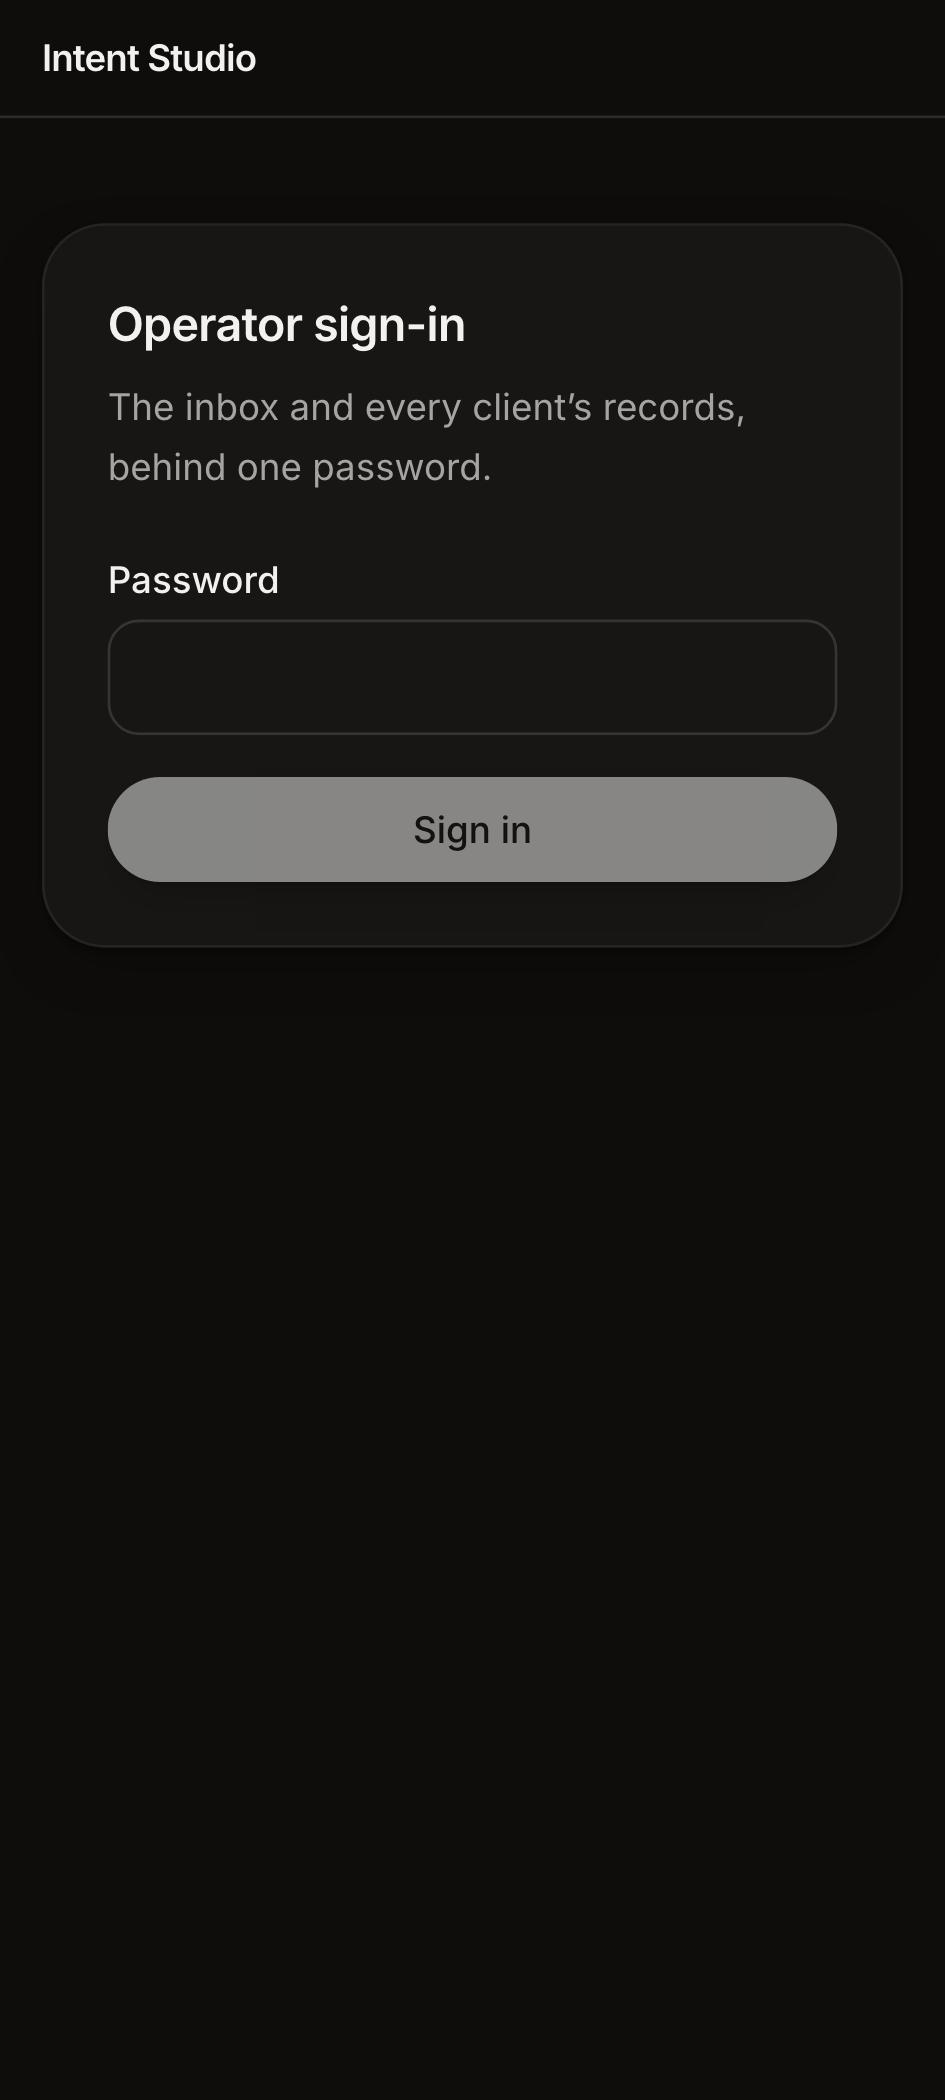 Intent Studio
Operator sign-in
The inbox and every client’s records,
behind one password.
Password
Sign in